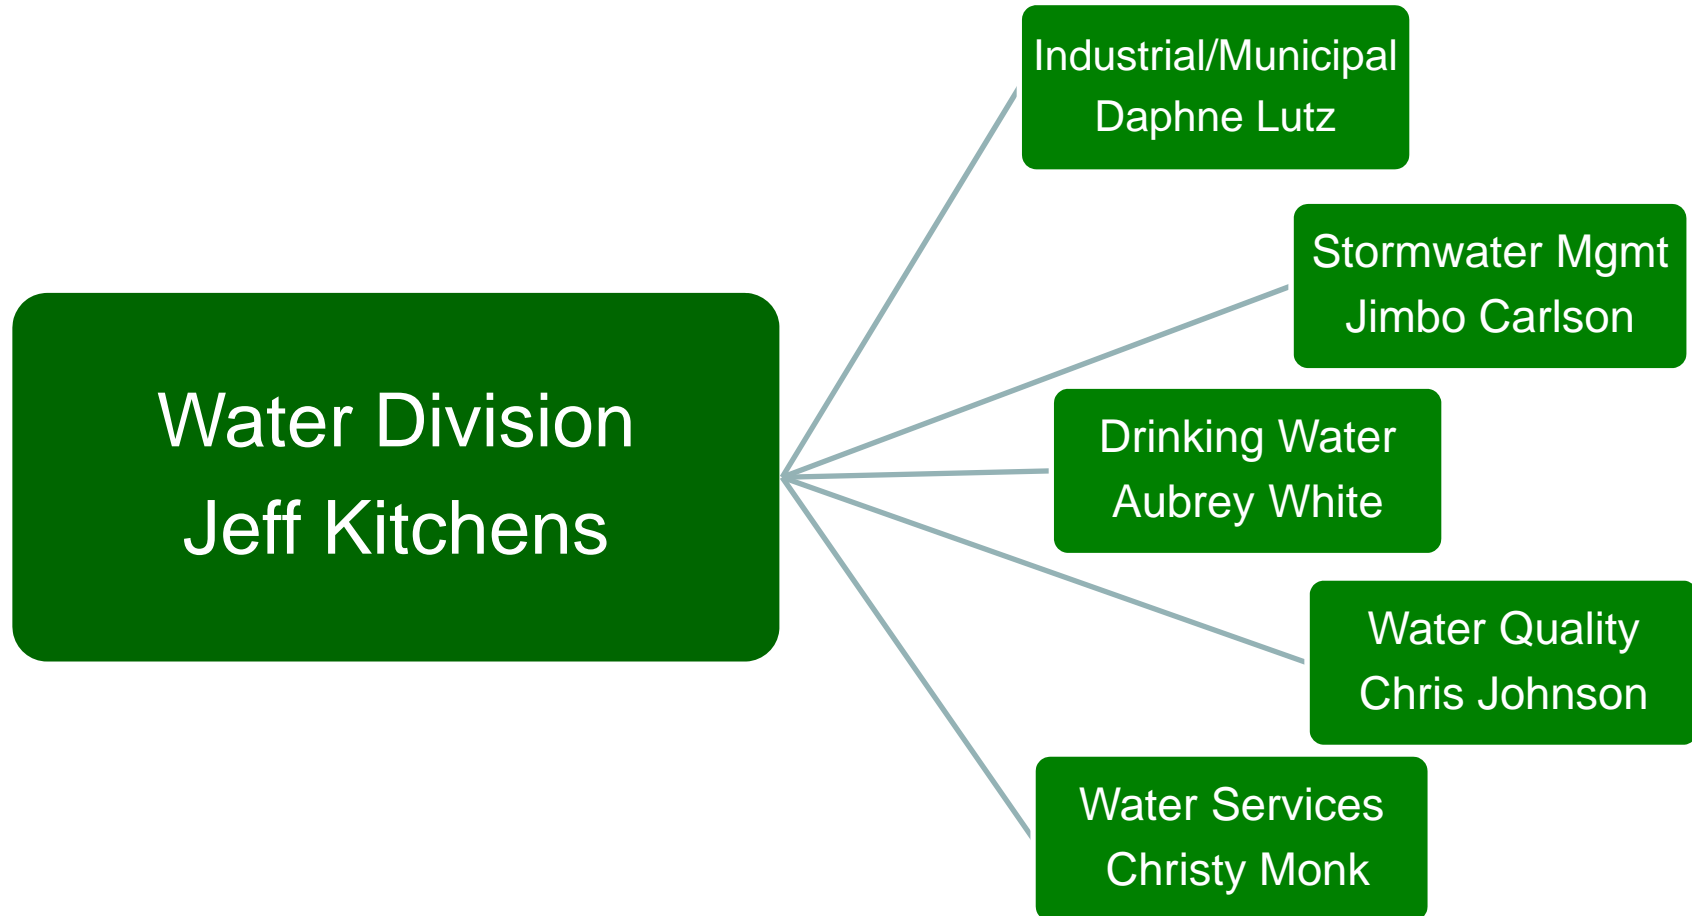 Water Division
Jeff Kitchens
Industrial/Municipal
Daphne Lutz
Stormwater Mgmt
Jimbo Carlson
Drinking Water
Aubrey White
Water Quality
Chris Johnson
Water Services
Christy Monk